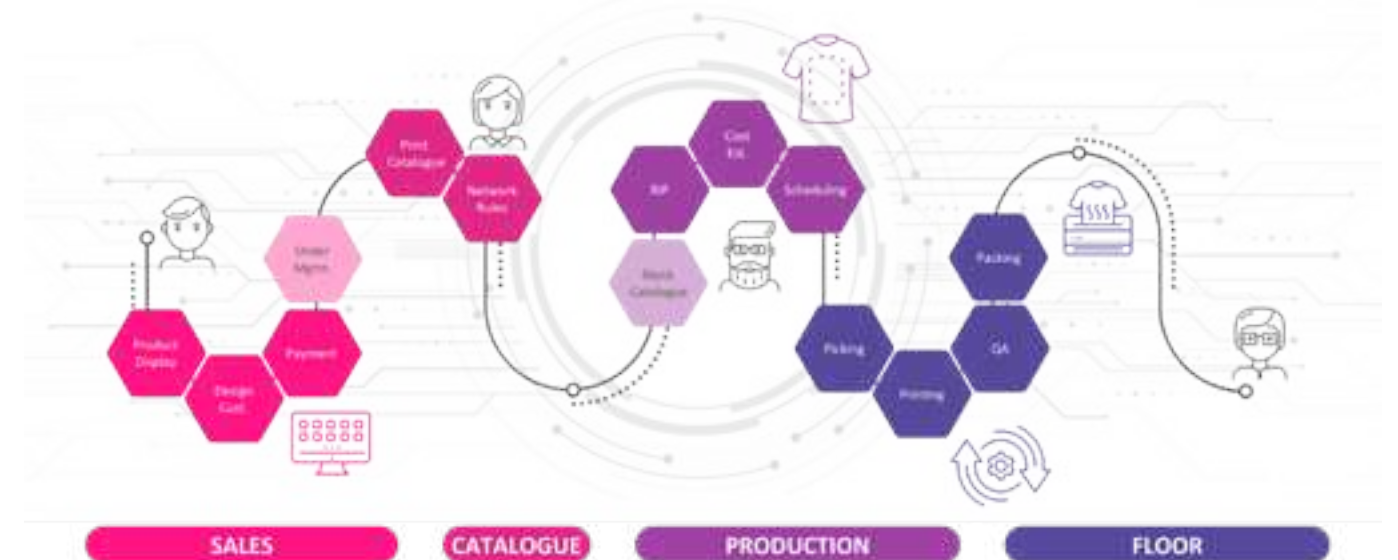 Product
Display
Design
Cust.
Payment
Under
Mgmt.
Print
Catalogue
Network
Rules
Stock
Catalogue
RIP
Cost
Est.
Scheduling
Picking
Printing
QA
Packing
SALES
CATALOGUE
PRODUCTION
FLOOR